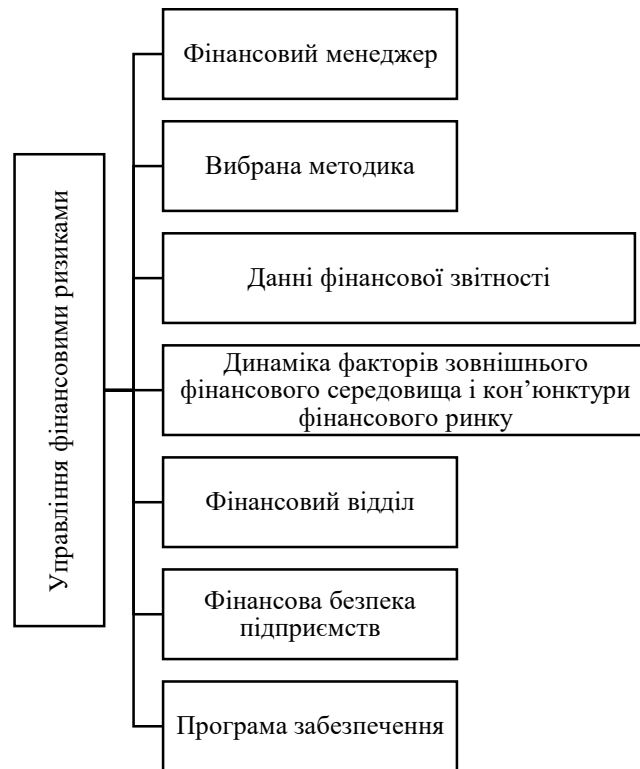 Управління фінансовими ризиками
Фінансовий менеджер
Вибрана методика
Данні фінансової звітності
Динаміка факторів зовнішнього
фінансового середовища і кон’юнктури
фінансового ринку
Фінансовий відділ
Фінансова безпека
підприємств
Програма забезпечення